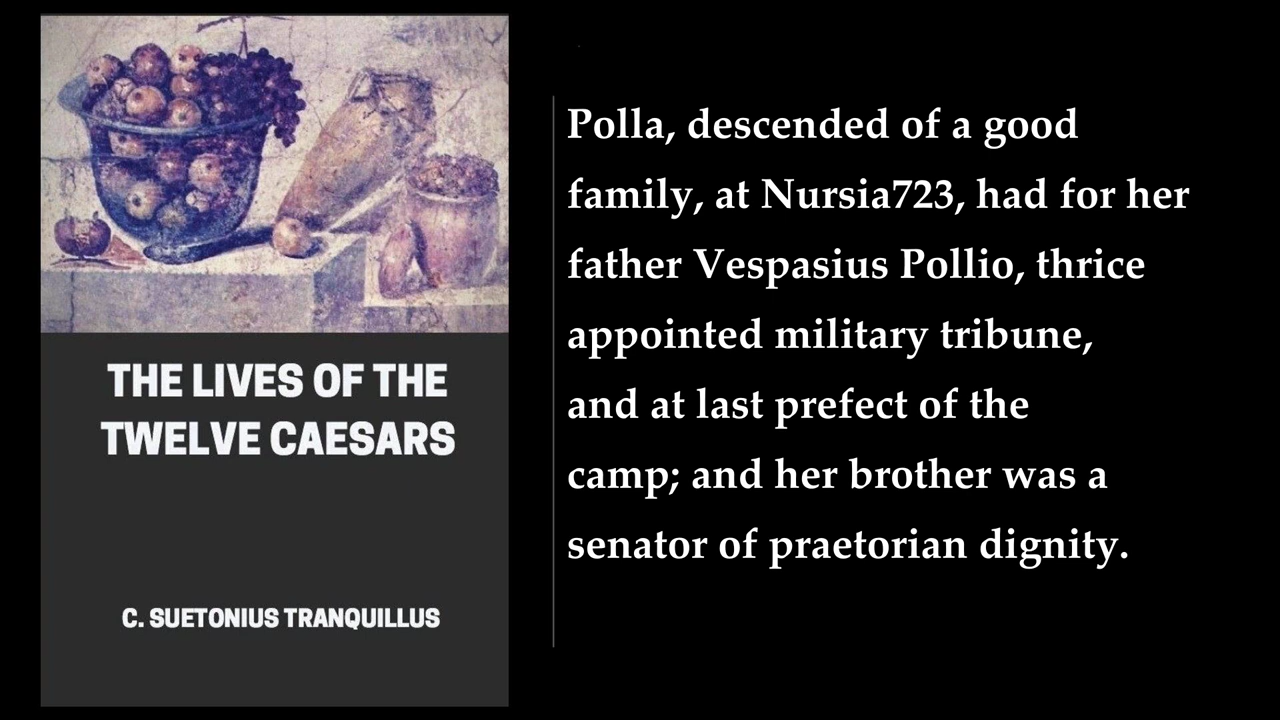 THE LIVES OF THE
TWELVE CAESARS
C. SUETONIUS TRANQUILLUS
Polla, descended of a good
family, at Nursia723, had for her
father Vespasius Pollio, thrice
appointed military tribune,
and at last prefect of the
camp; and her brother was a
senator of praetorian dignity.